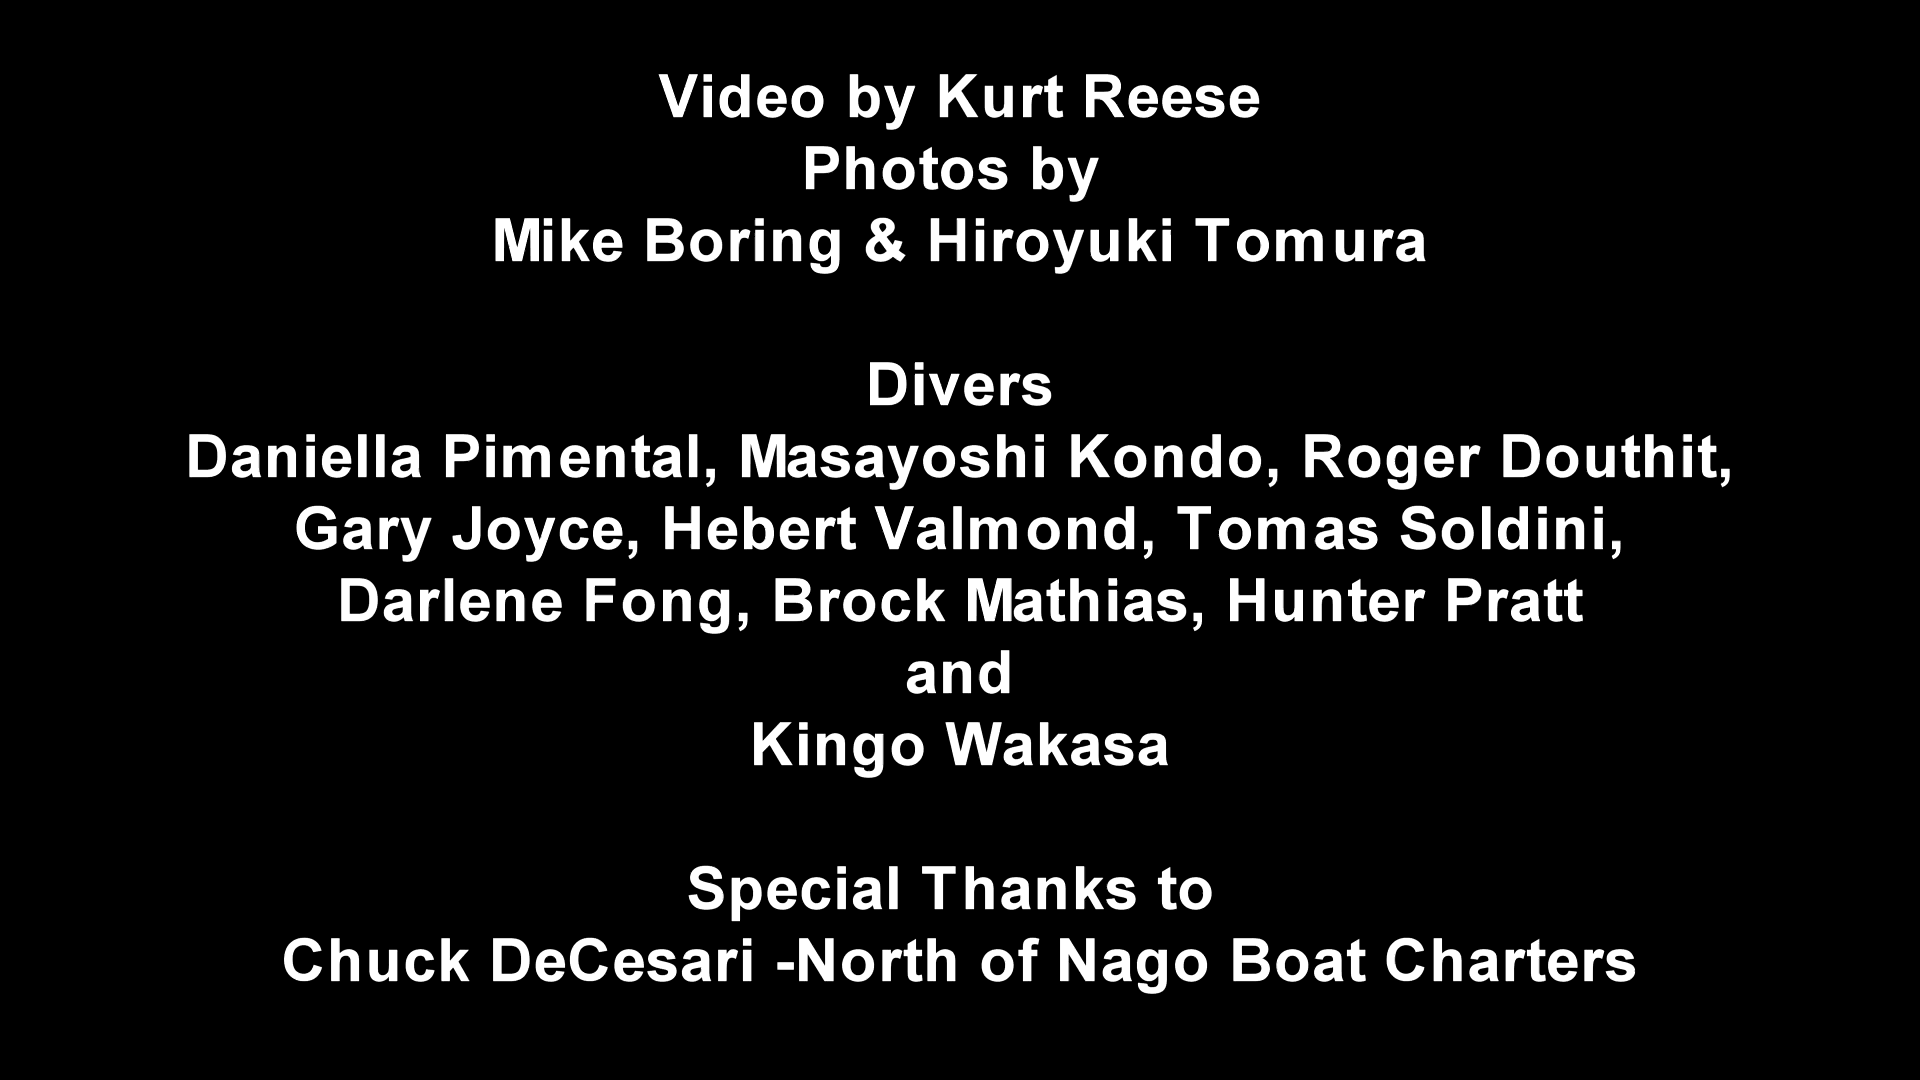 Video by Kurt Reese
Photos by
Mike Boring & Hiroyuki Tomura
Divers
Daniella Pimental, Masayoshi Kondo, Roger Douthit,
Gary Joyce, Hebert Valmond, Tomas Soldini,
Darlene Fong, Brock Mathias, Hunter Pratt
and
Kingo Wakasa
Special Thanks to
Chuck DeCesari -North of Nago Boat Charters